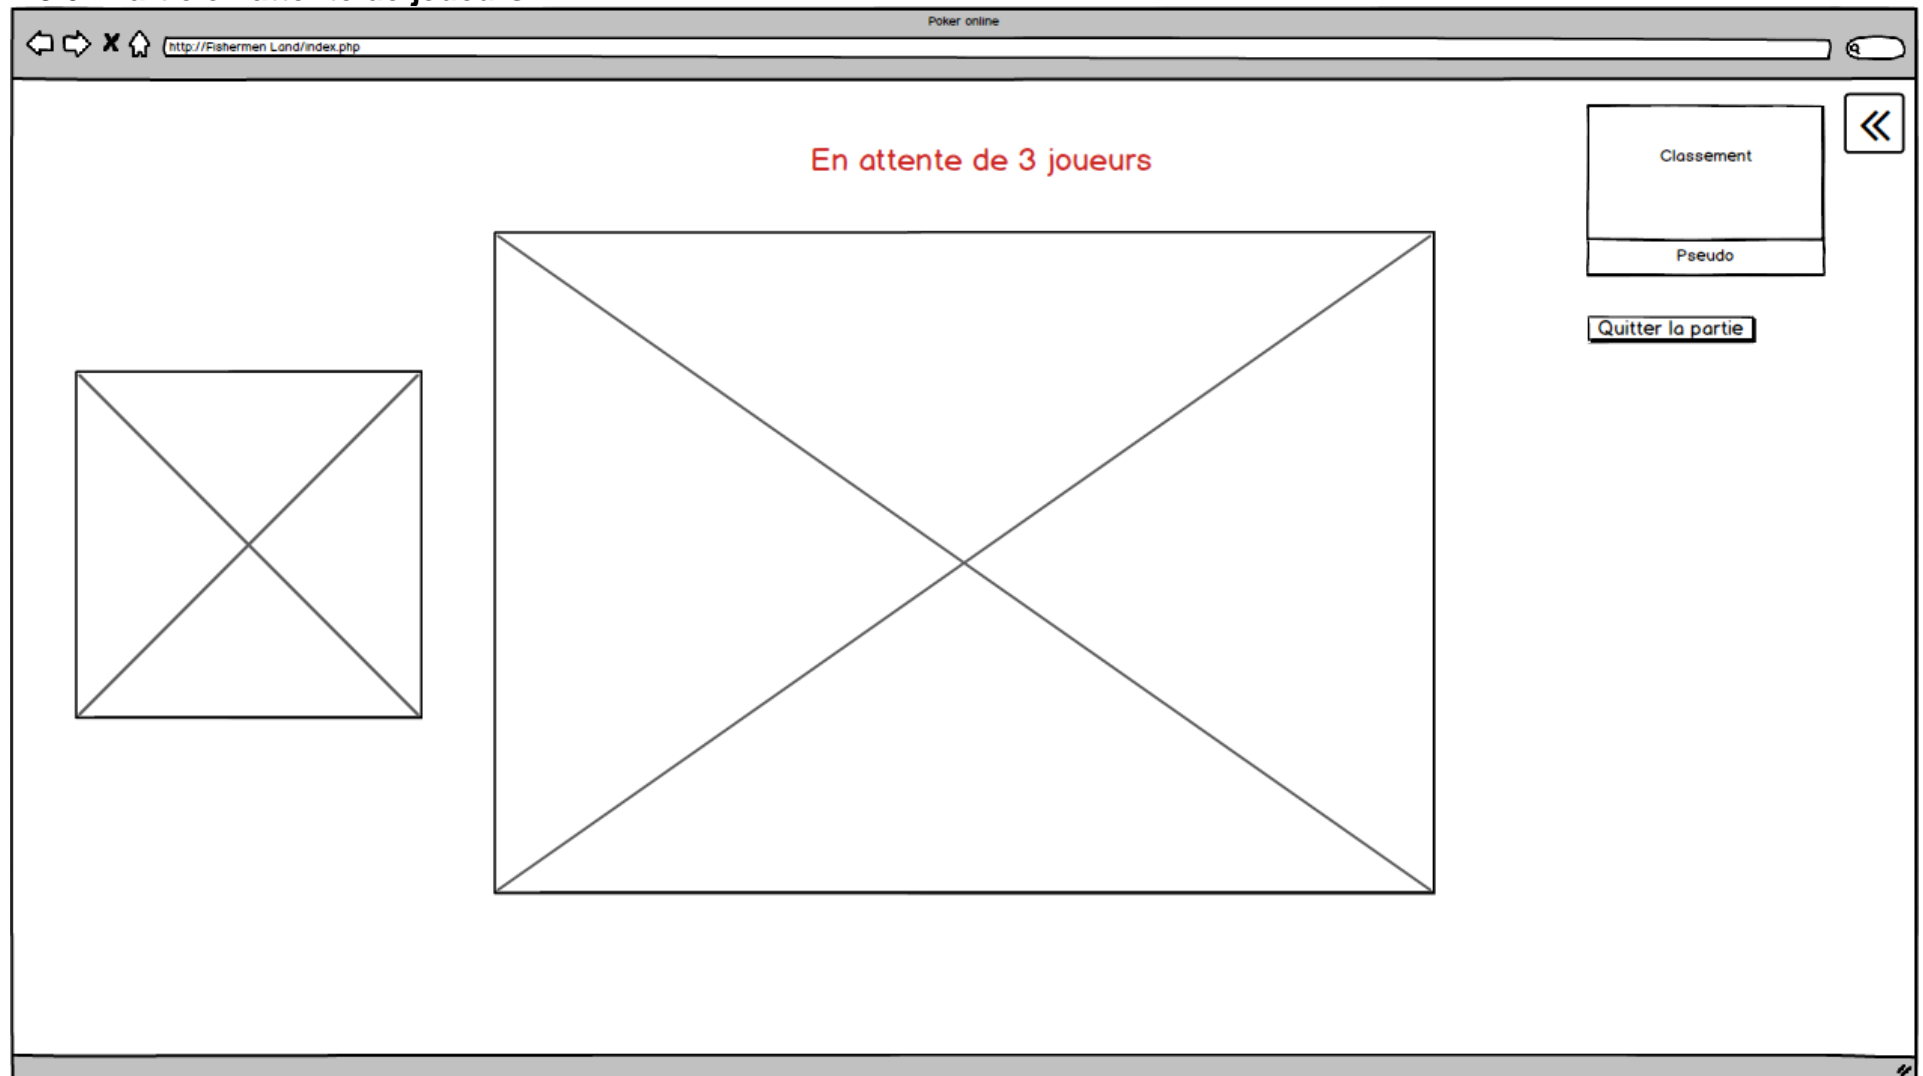 Poker online
http://Fishermen Land/index.php
En attente de 3 joueurs
Classement
Pseudo
Quitter la partie